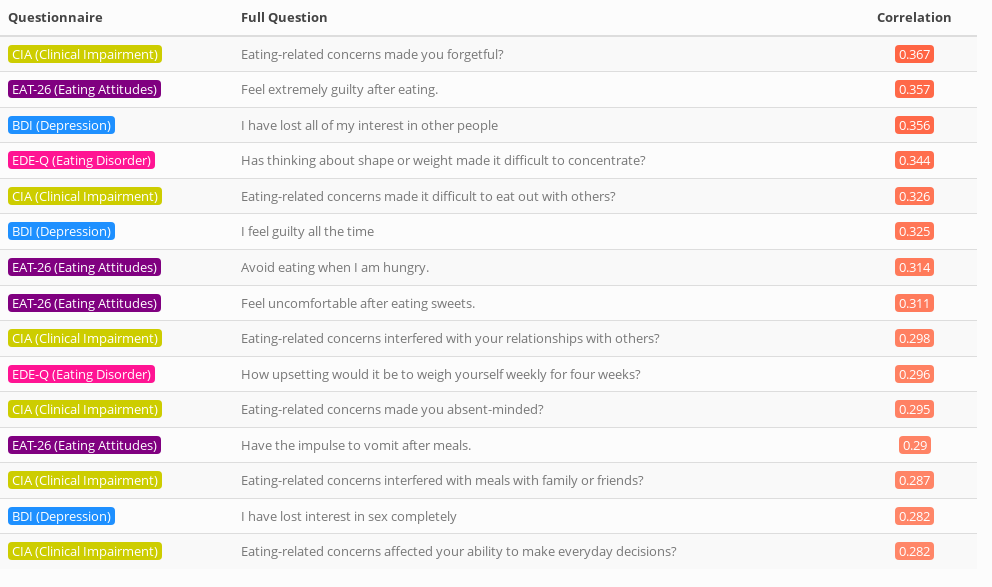 Questionnaire Full Question Correlation
CIA (Clinical Impairment) Eating-related concerns made you forgetful? 0.367
EAT-26 (Eating Attitudes) Feel extremely guilty after eating. 0.357
BDI (Depression) I have lost all of my interest in other people 0.356
EDE-Q (Eating Disorder) Has thinking about shape or weight made it difficult to concentrate? 0.344
CIA (Clinical Impairment) Eating-related concerns made it difficult to eat out with others? 0.326
BDI (Depression) I feel guilty all the time 0.325
EAT-26 (Eating Attitudes) Avoid eating when I am hungry. 0.314
EAT-26 (Eating Attitudes) Feel uncomfortable after eating sweets. 0.311
CIA (Clinical Impairment) Eating-related concerns interfered with your relationships with others? 0.298
EDE-Q (Eating Disorder) How upsetting would it be to weigh yourself weekly for four weeks? 0.296
CIA (Clinical Impairment) Eating-related concerns made you absent-minded? 0.295
EAT-26 (Eating Attitudes) Have the impulse to vomit after meals. 0.29
CIA (Clinical Impairment) Eating-related concerns interfered with meals with family or friends? 0.287
BDI (Depression) I have lost interest in sex completely 0.282
CIA (Clinical Impairment) Eating-related concerns affected your ability to make everyday decisions? 0.282